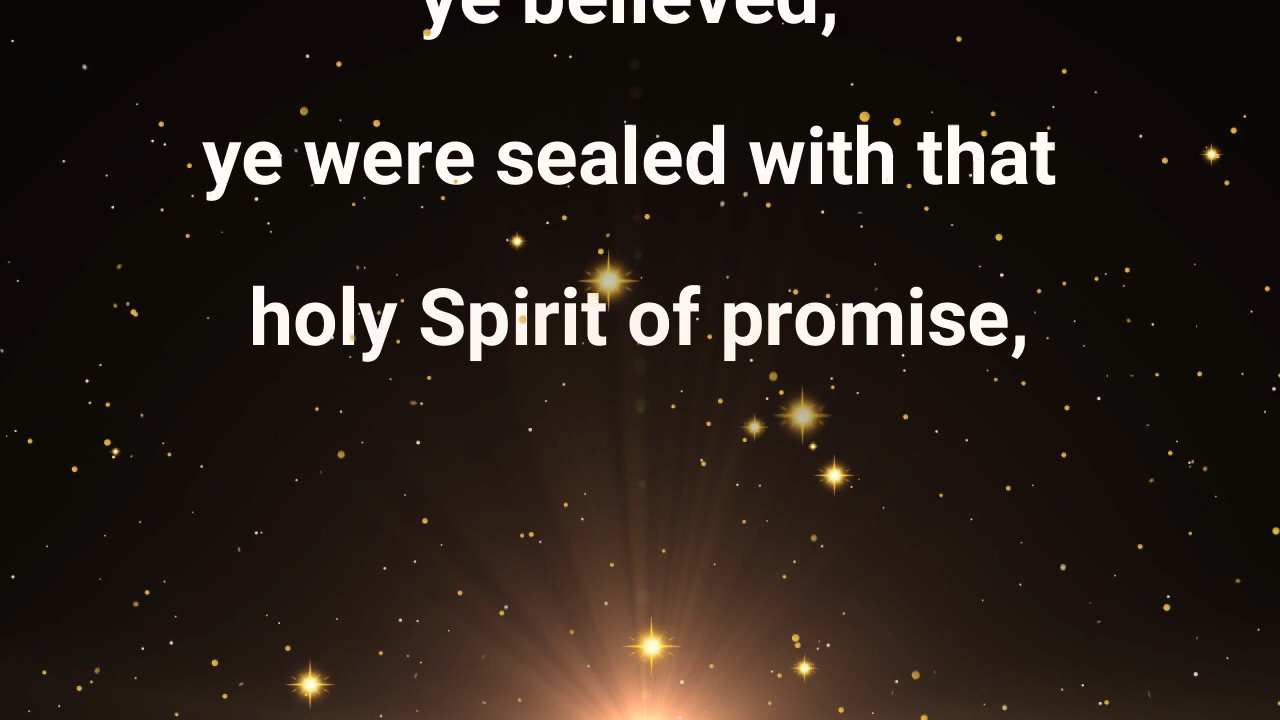 ye believed,
ye were sealed with that
holy Spirit of promise,